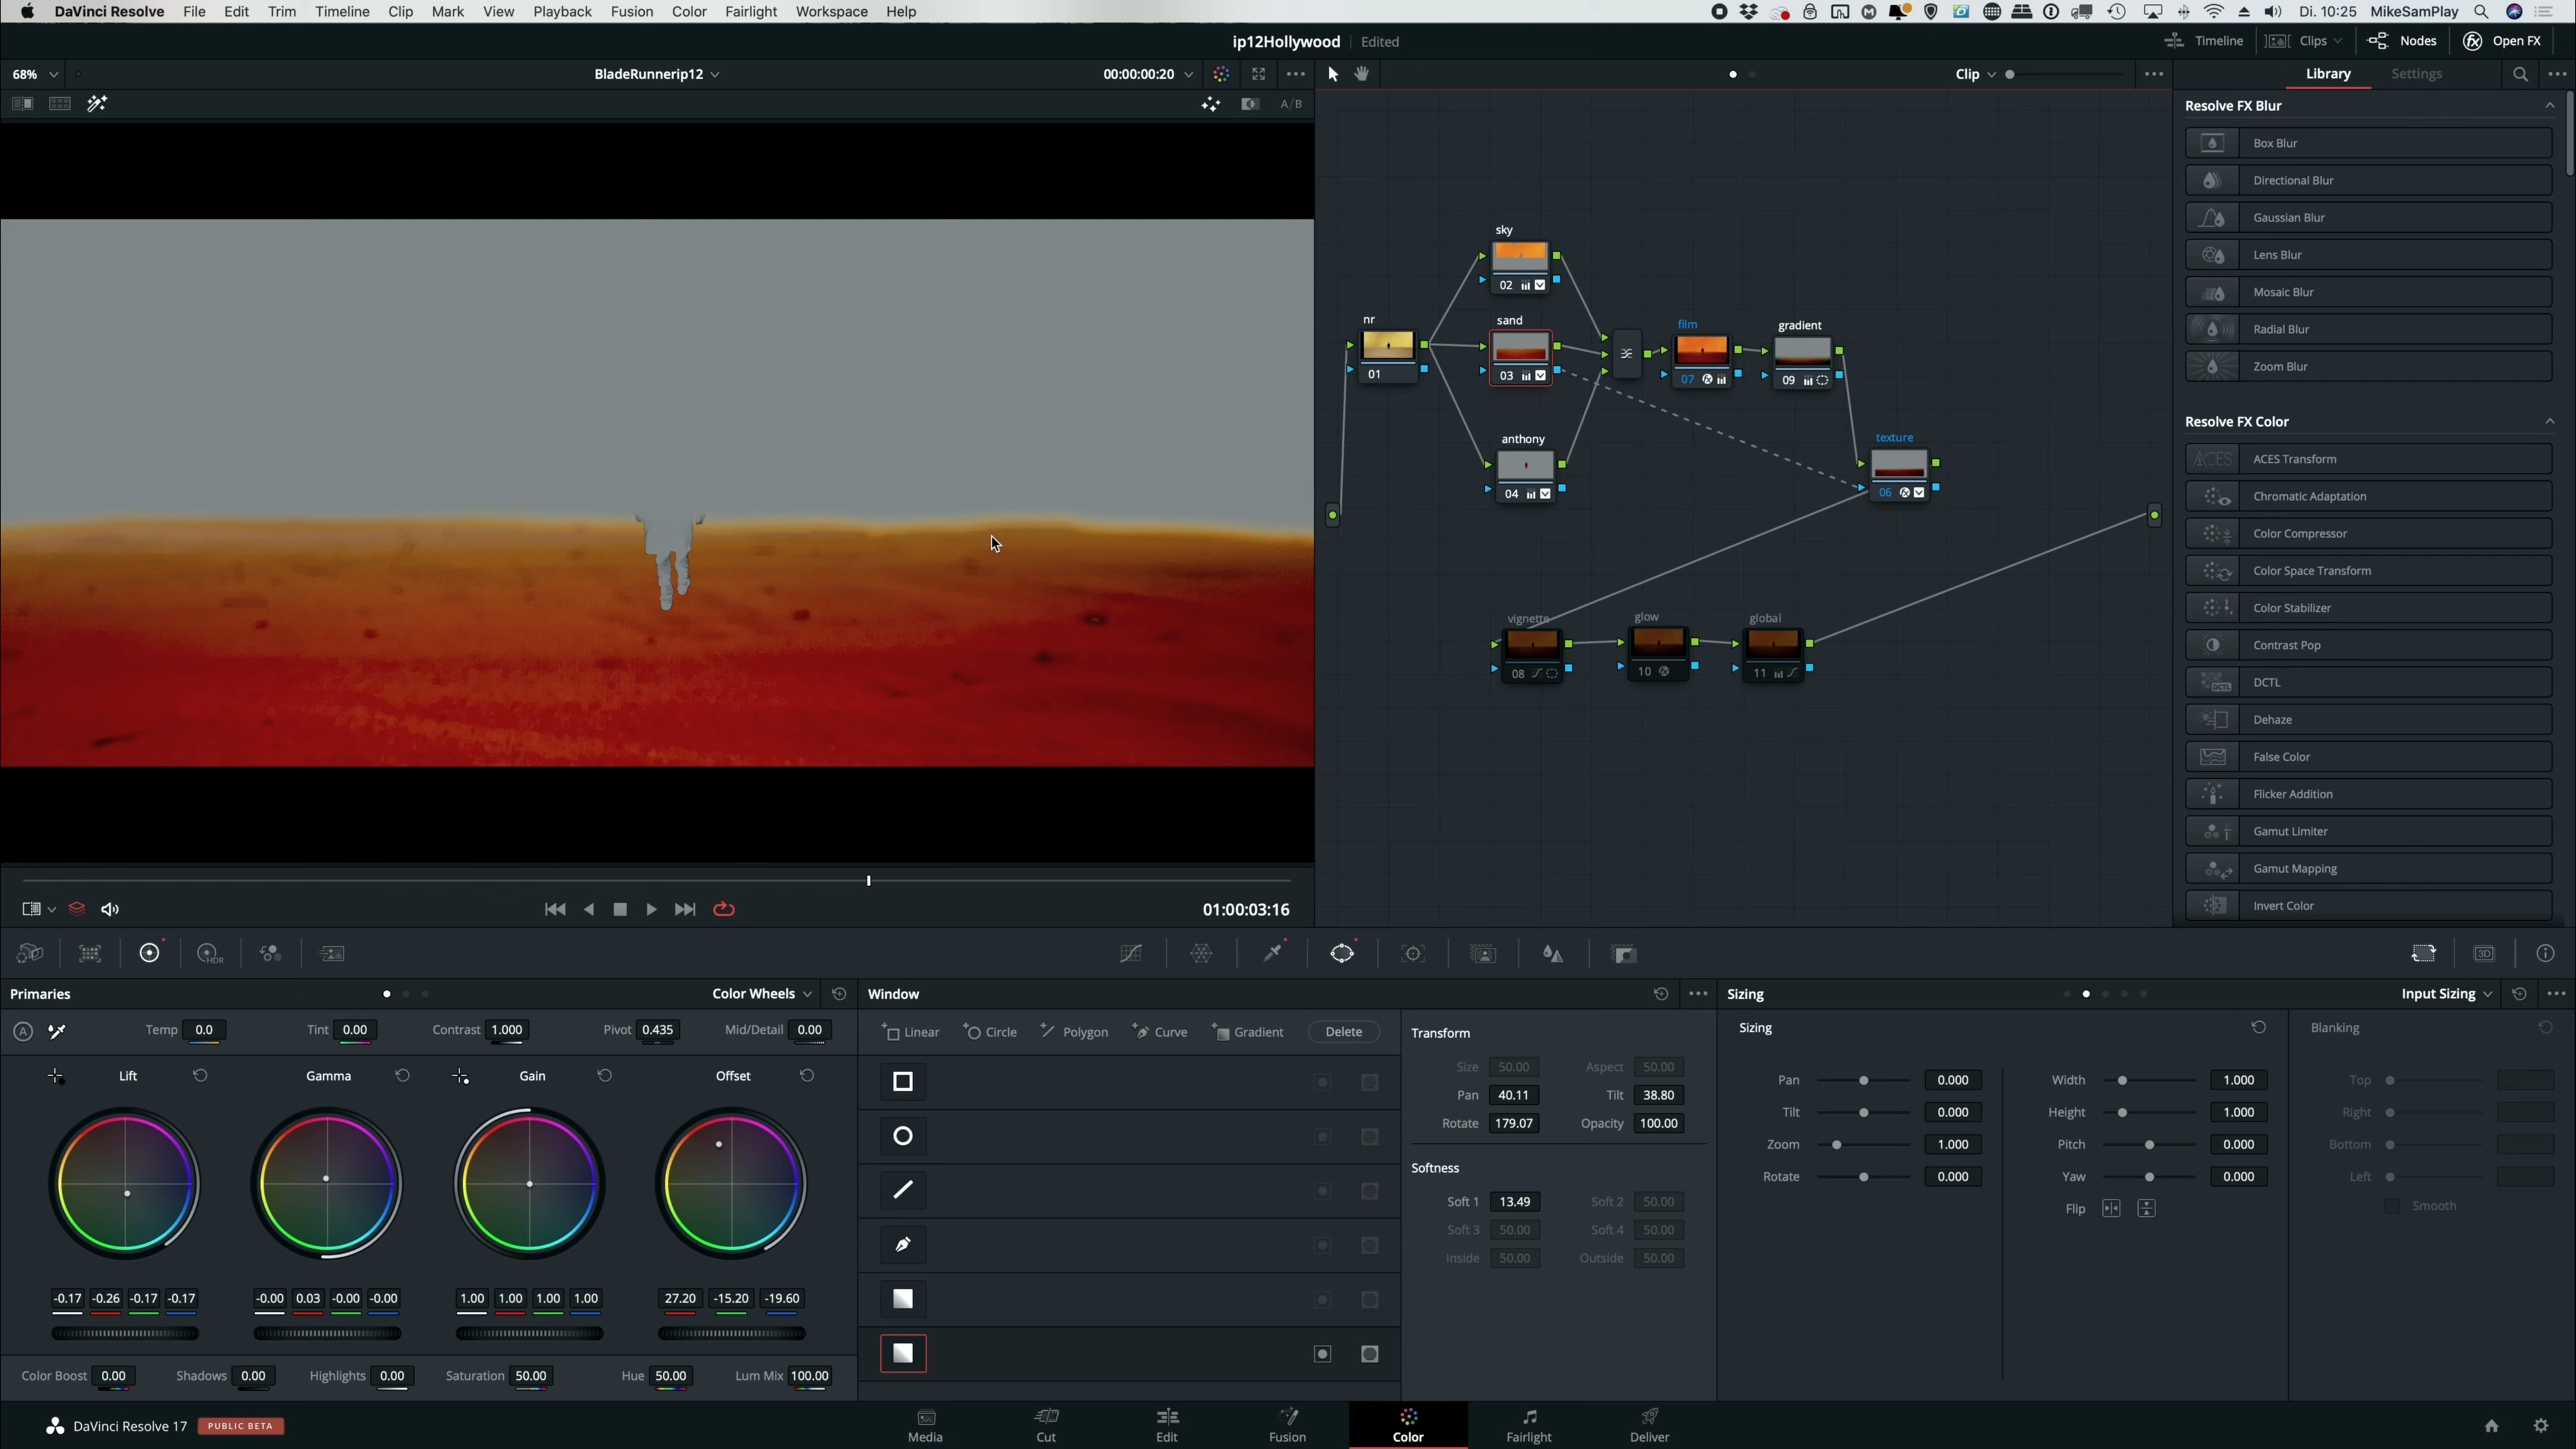 DaVinci Resolve File Edit Trim Timeline Clip Mark View Playback Fusion Color Fairlight Workspace Help
Di. 10:25 MikeSamPlay
ip12Hollywood Edited
Timeline Clips Nodes Open FX
68% BladeRunnerip12 00:00:00:20
Clip
Library Settings
A/B
Resolve FX Blur
Box Blur
Directional Blur
Gaussian Blur
Lens Blur
Mosaic Blur
Radial Blur
Zoom Blur
Resolve FX Color
ACES ACES Transform
Chromatic Adaptation
Color Compressor
Color Space Transform
Color Stabilizer
Contrast Pop
DCTL DCTL
Dehaze
False Color
Flicker Addition
Gamut Limiter
Gamut Mapping
Invert Color
sky
02
nr
01
sand
03
film
07
gradient
09
anthony
04
texture
06
vignette
08
glow
10
global
11
01:00:03:16
HDR
3D
Primaries Color Wheels
A Temp 0.0 Tint 0.00 Contrast 1.000 Pivot 0.435 Mid/Detail 0.00
Lift Gamma Gain Offset
-0.17 -0.26 -0.17 -0.17 -0.00 0.03 -0.00 -0.00 1.00 1.00 1.00 1.00 27.20 -15.20 -19.60
Color Boost 0.00 Shadows 0.00 Highlights 0.00 Saturation 50.00 Hue 50.00 Lum Mix 100.00
Window
Linear Circle Polygon Curve Gradient Delete
Transform
Size 50.00 Aspect 50.00
Pan 40.11 Tilt 38.80
Rotate 179.07 Opacity 100.00
Softness
Soft 1 13.49 Soft 2 50.00
Soft 3 50.00 Soft 4 50.00
Inside 50.00 Outside 50.00
Sizing Input Sizing
Sizing
Pan 0.000 Width 1.000
Tilt 0.000 Height 1.000
Zoom 1.000 Pitch 0.000
Rotate 0.000 Yaw 0.000
Flip
Blanking
Top
Right
Bottom
Left
Smooth
DaVinci Resolve 17 PUBLIC BETA
Media Cut Edit Fusion Color Fairlight Deliver